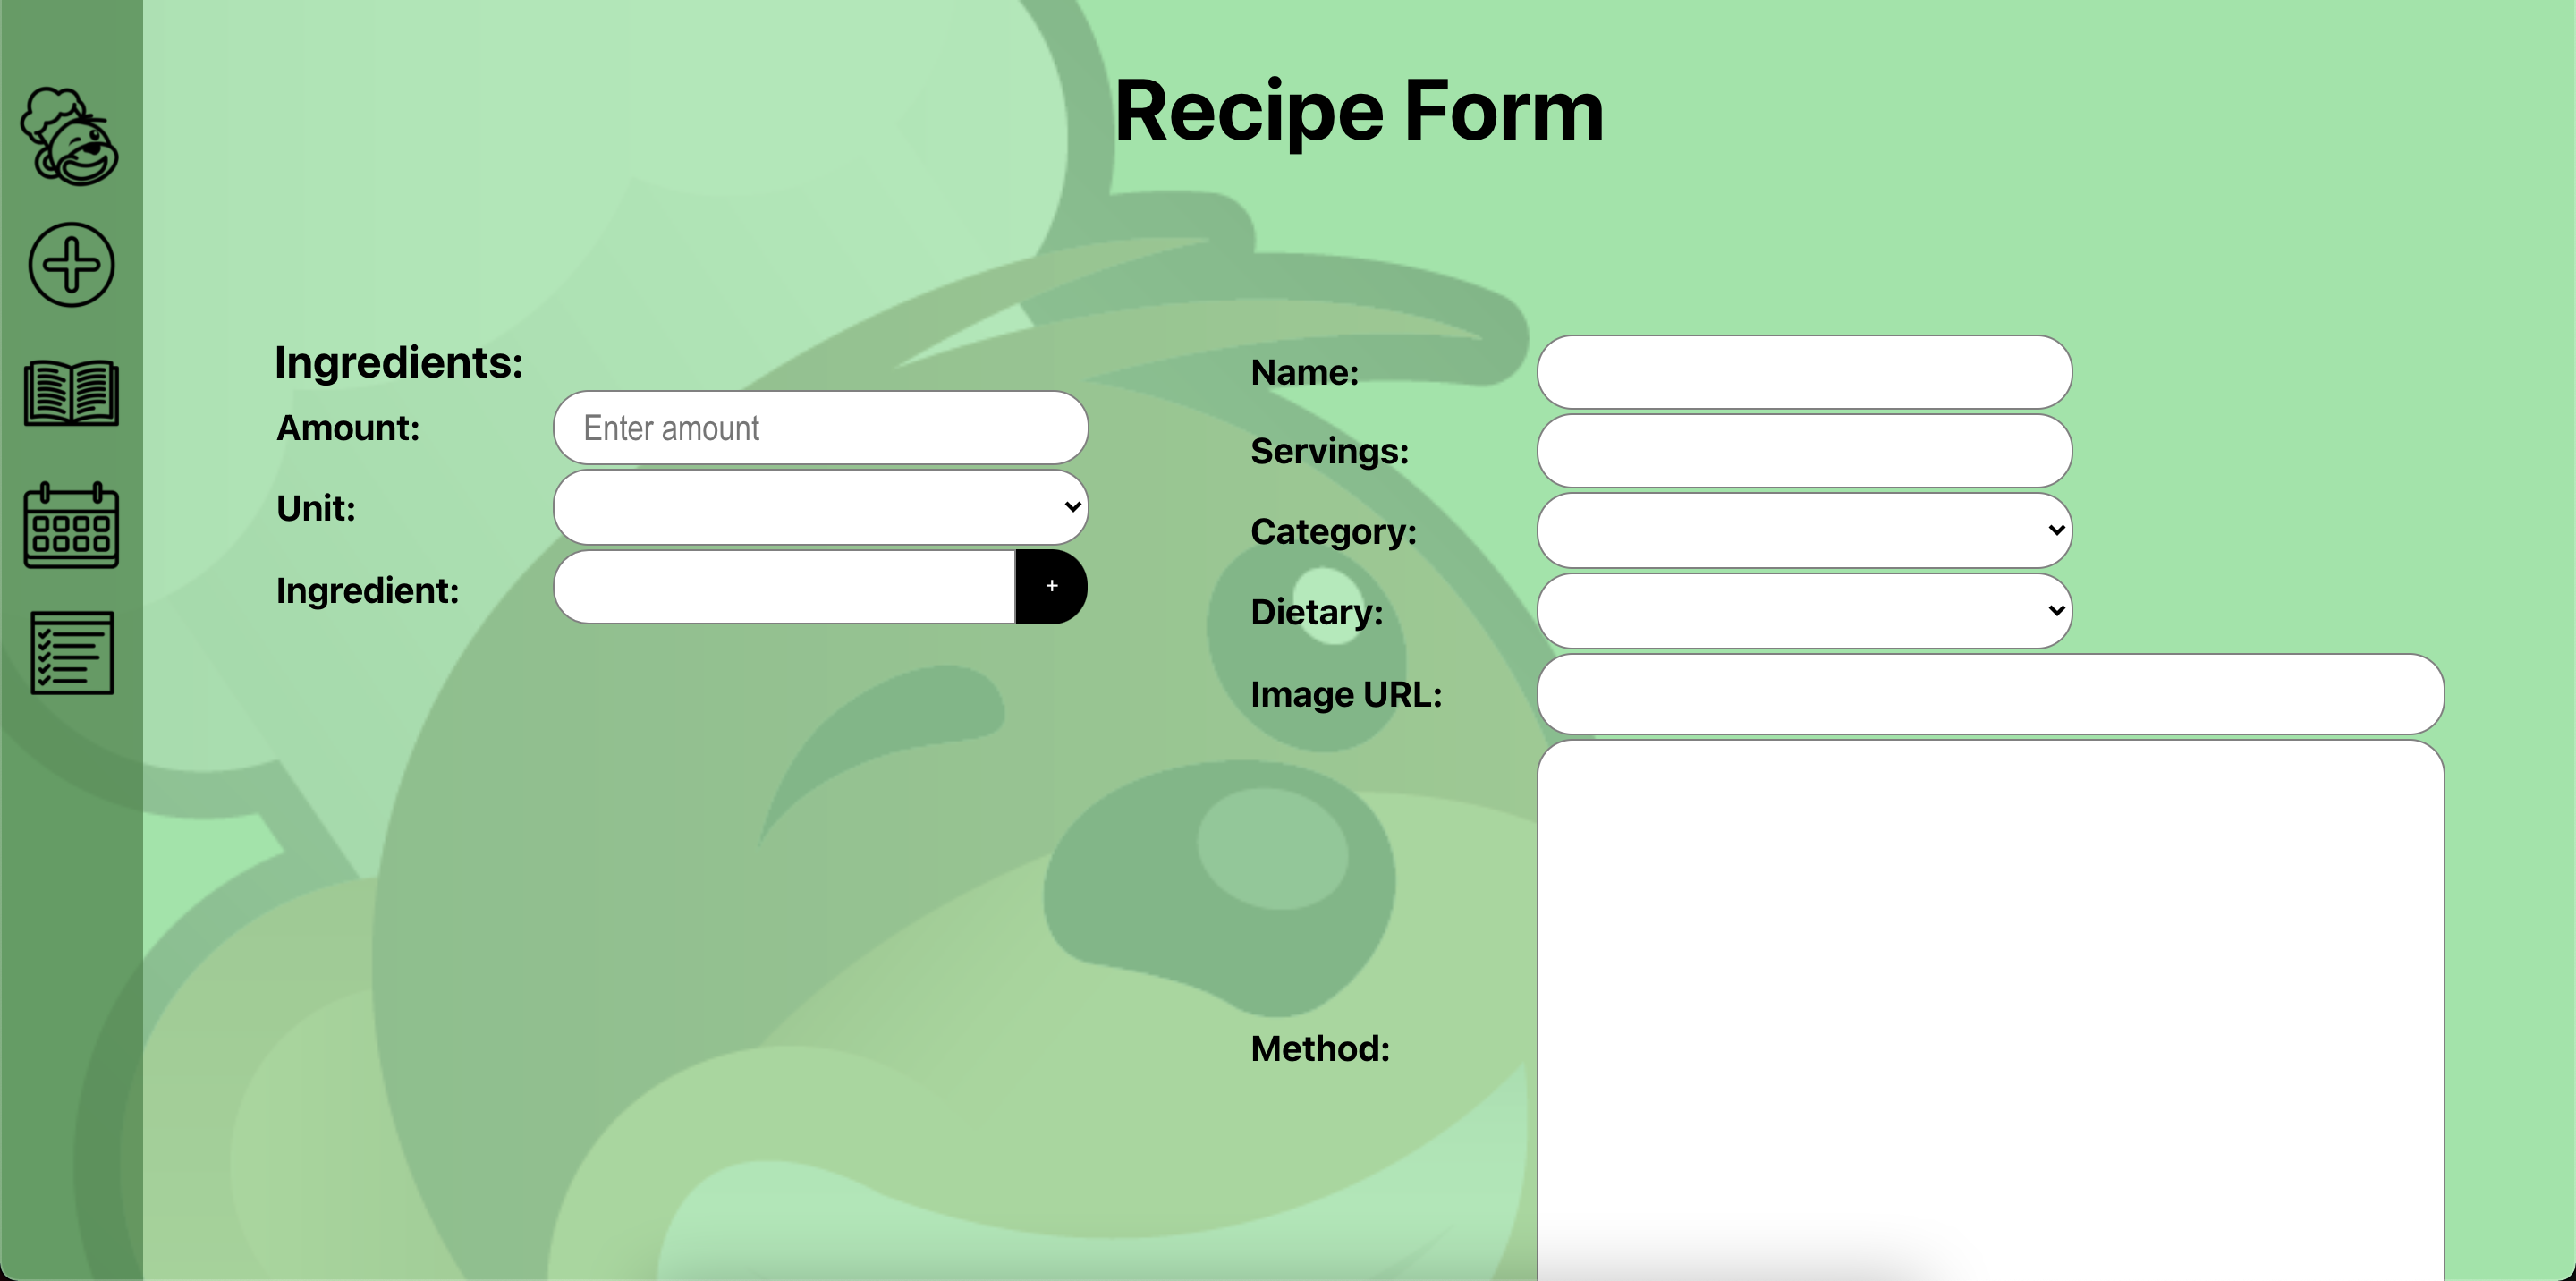 Recipe Form
Ingredients:
Amount:
Enter amount
Unit:
Ingredient:
+
Name:
Servings:
Category:
Dietary:
Image URL:
Method: